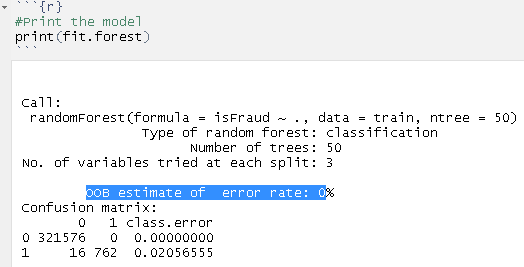 ```{r}
#Print the model
print(fit.forest)
```
Call:
randomForest(formula = isFraud ~ ., data = train, ntree = 50)
Type of random forest: classification
Number of trees: 50
No. of variables tried at each split: 3
OOB estimate of  error rate: 0%
Confusion matrix:
0 1 class.error
0 321576 0 0.00000000
1 16 762 0.02056555